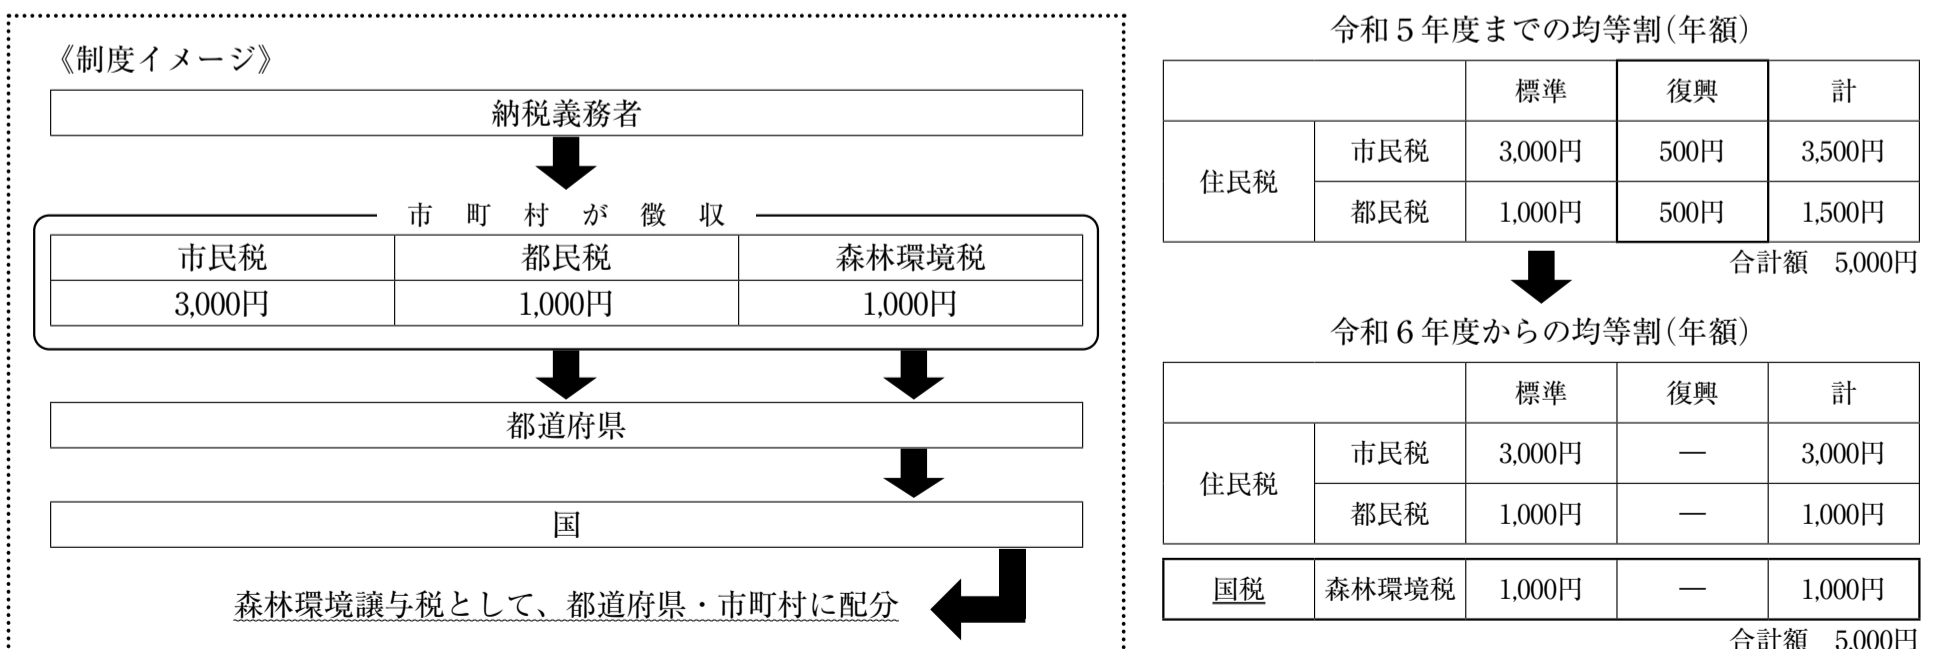 《制度イメージ》
納税義務者
市町村が徴収
市民税 都民税 森林環境税
3,000円 1,000円 1,000円
都道府県
国
森林環境譲与税として、都道府県・市町村に配分
令和5年度までの均等割(年額)
標準 復興 計
住民税
市民税 3,000円 500円 3,500円
都民税 1,000円 500円 1,500円
合計額 5,000円
令和6年度からの均等割(年額)
標準 復興 計
住民税
市民税 3,000円 ― 3,000円
都民税 1,000円 ― 1,000円
国税 森林環境税 1,000円 ― 1,000円
合計額 5,000円